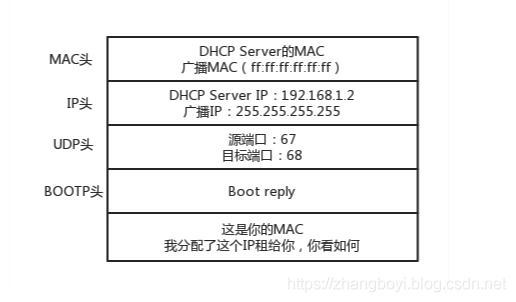 MAC头
DHCP Server的MAC
广播MAC（ff:ff:ff:ff:ff:ff）
IP头
DHCP Server IP：192.168.1.2
广播IP：255.255.255.255
UDP头
源端口：67
目标端口：68
BOOTP头
Boot reply
这是你的MAC
我分配了这个IP租给你，你看如何
https://zhangboyi.blog.csdn.net